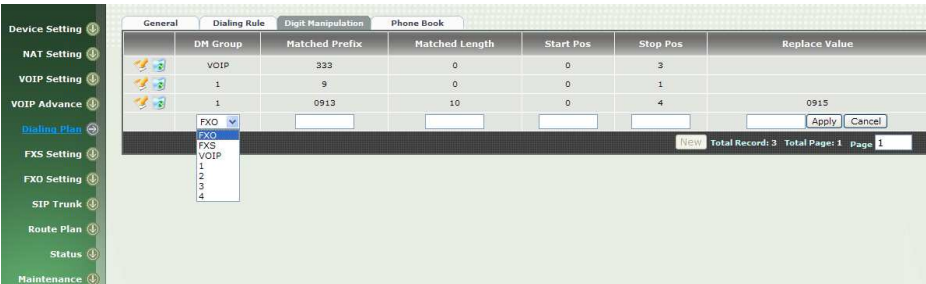 Device Setting
NAT Setting
VOIP Setting
VOIP Advance
Dialing Plan
FXS Setting
FXO Setting
SIP Trunk
Route Plan
Status
Maintenance
General Dialing Rule Digit Manipulation Phone Book
DM Group Matched Prefix Matched Length Start Pos Stop Pos Replace Value
VOIP 333 0 0 3
1 9 0 0 1
1 0913 10 0 4 0915
FXO Apply Cancel
FXO
FXS
VOIP
1
2
3
4
New Total Record: 3 Total Page: 1 Page 1